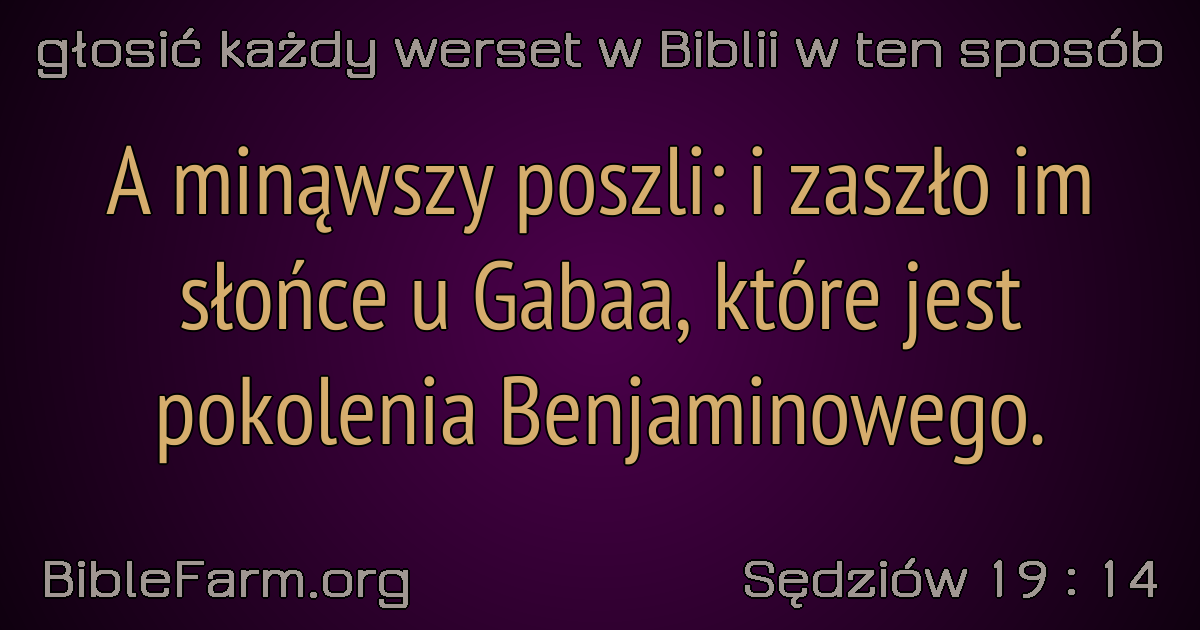 głosić każdy werset w Biblii w ten sposób
A minąwszy poszli: i zaszło im
słońce u Gabaa, które jest
pokolenia Benjaminowego.
BibleFarm.org
Sędziów 19 : 14